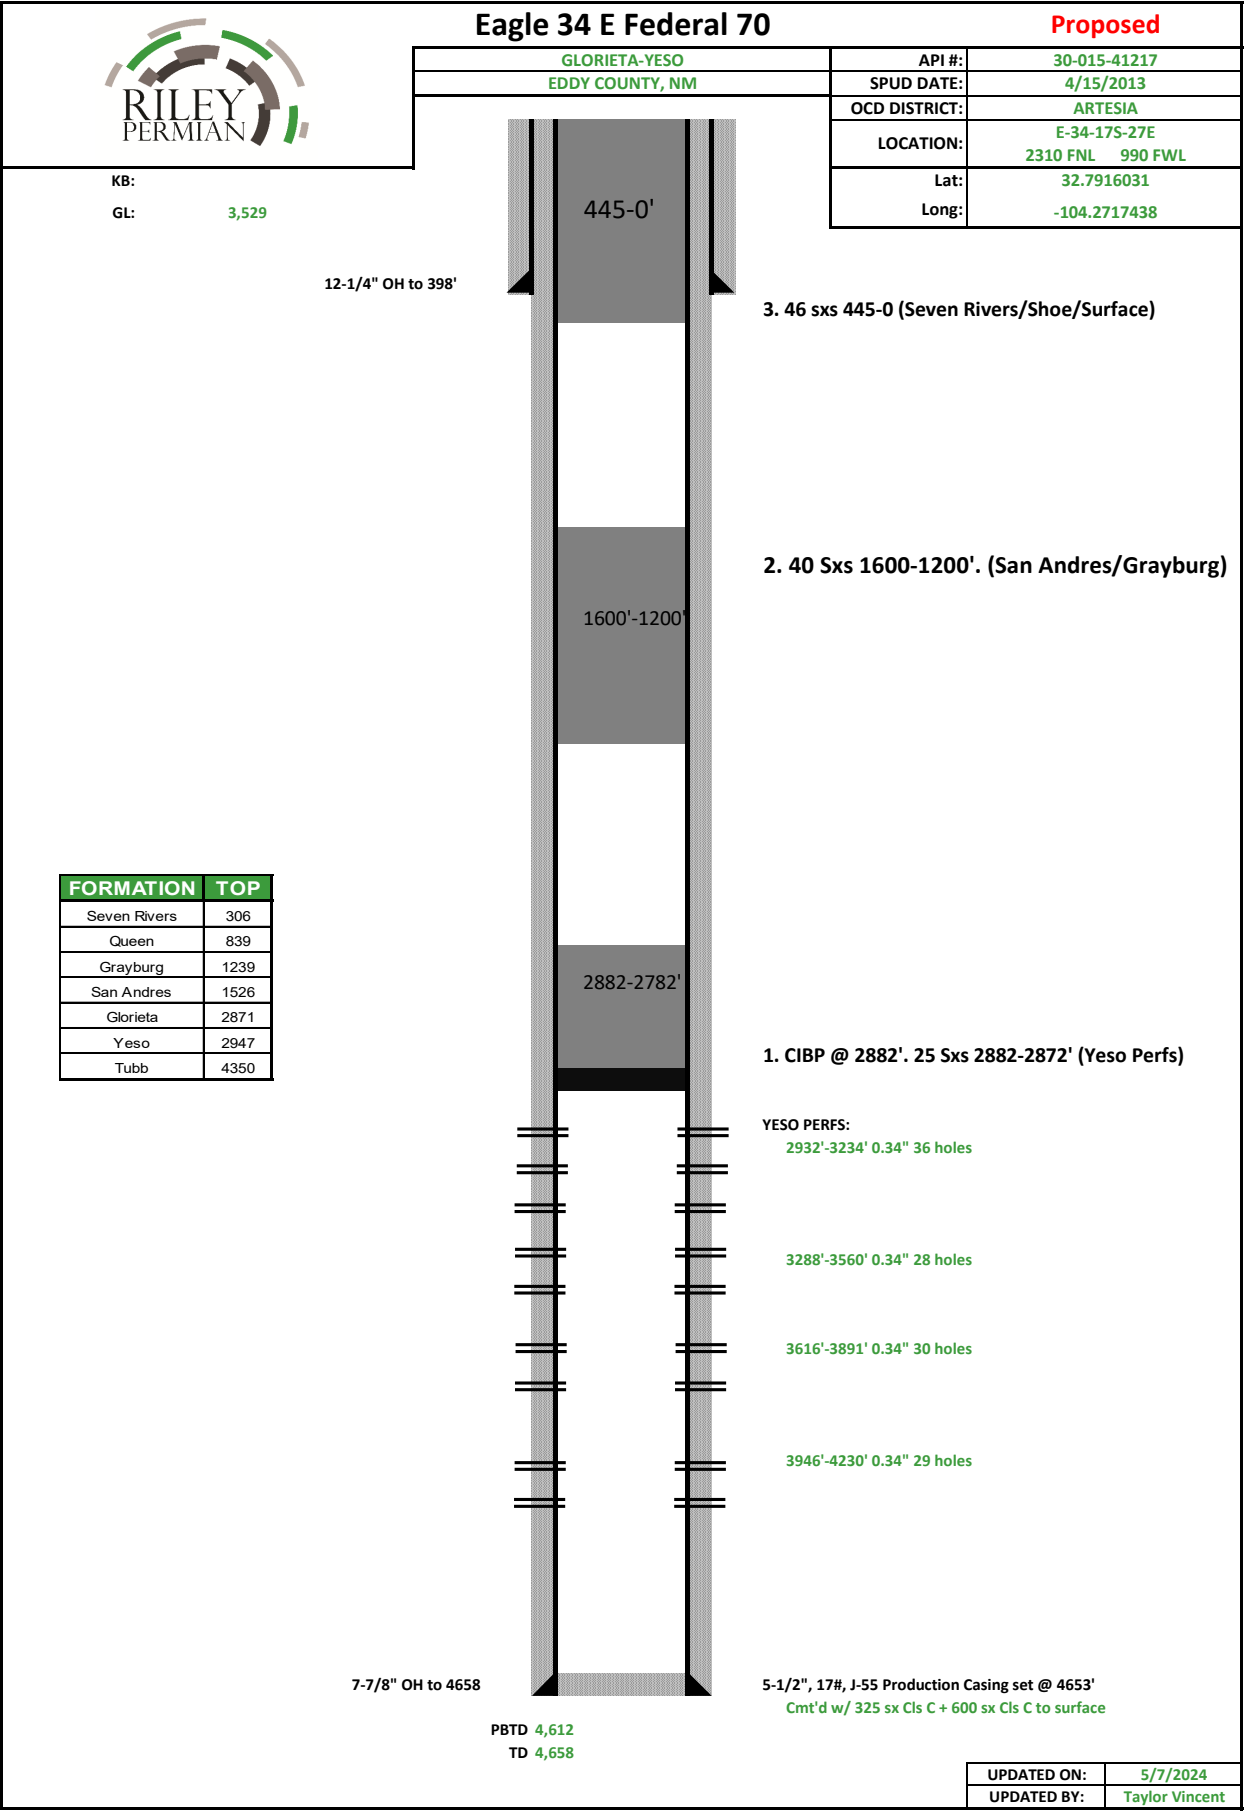 RILEY
PERMIAN
Eagle 34 E Federal 70
Proposed
GLORIETA-YESO
EDDY COUNTY, NM
API #: 30-015-41217
SPUD DATE: 4/15/2013
OCD DISTRICT: ARTESIA
LOCATION: E-34-17S-27E
2310 FNL 990 FWL
Lat: 32.7916031
Long: -104.2717438
KB:
GL: 3,529
445-0'
12-1/4" OH to 398'
3. 46 sxs 445-0 (Seven Rivers/Shoe/Surface)
2. 40 Sxs 1600-1200'. (San Andres/Grayburg)
1600'-1200'
FORMATION TOP
Seven Rivers 306
Queen 839
Grayburg 1239
San Andres 1526
Glorieta 2871
Yeso 2947
Tubb 4350
2882-2782'
1. CIBP @ 2882'. 25 Sxs 2882-2872' (Yeso Perfs)
YESO PERFS:
2932'-3234' 0.34" 36 holes
3288'-3560' 0.34" 28 holes
3616'-3891' 0.34" 30 holes
3946'-4230' 0.34" 29 holes
7-7/8" OH to 4658
5-1/2", 17#, J-55 Production Casing set @ 4653'
Cmt'd w/ 325 sx Cls C + 600 sx Cls C to surface
PBTD 4,612
TD 4,658
UPDATED ON: 5/7/2024
UPDATED BY: Taylor Vincent